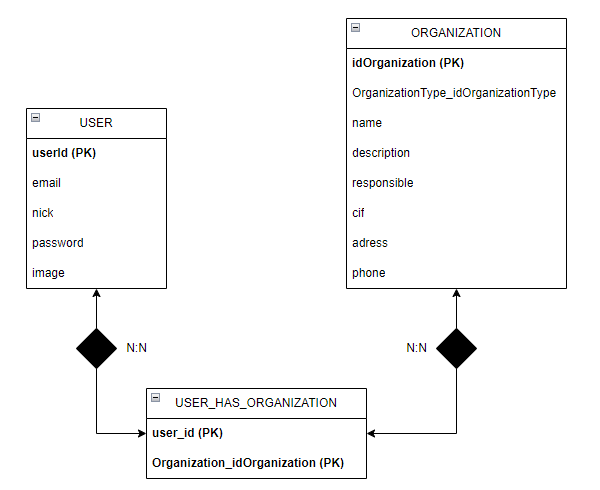 ORGANIZATION
idOrganization (PK)
OrganizationType_idOrganizationType
name
description
responsible
cif
adress
phone
USER
userId (PK)
email
nick
password
image
N:N
N:N
USER_HAS_ORGANIZATION
user_id (PK)
Organization_idOrganization (PK)